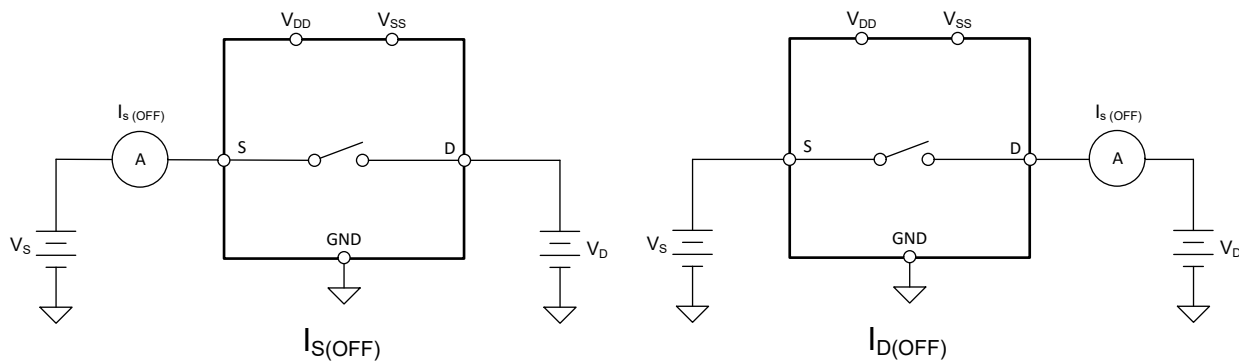 VDD VSS
Is (OFF)
A
S
D
VS
GND
VD
IS(OFF)
VDD VSS
Is (OFF)
S
D
A
VS
GND
VD
ID(OFF)